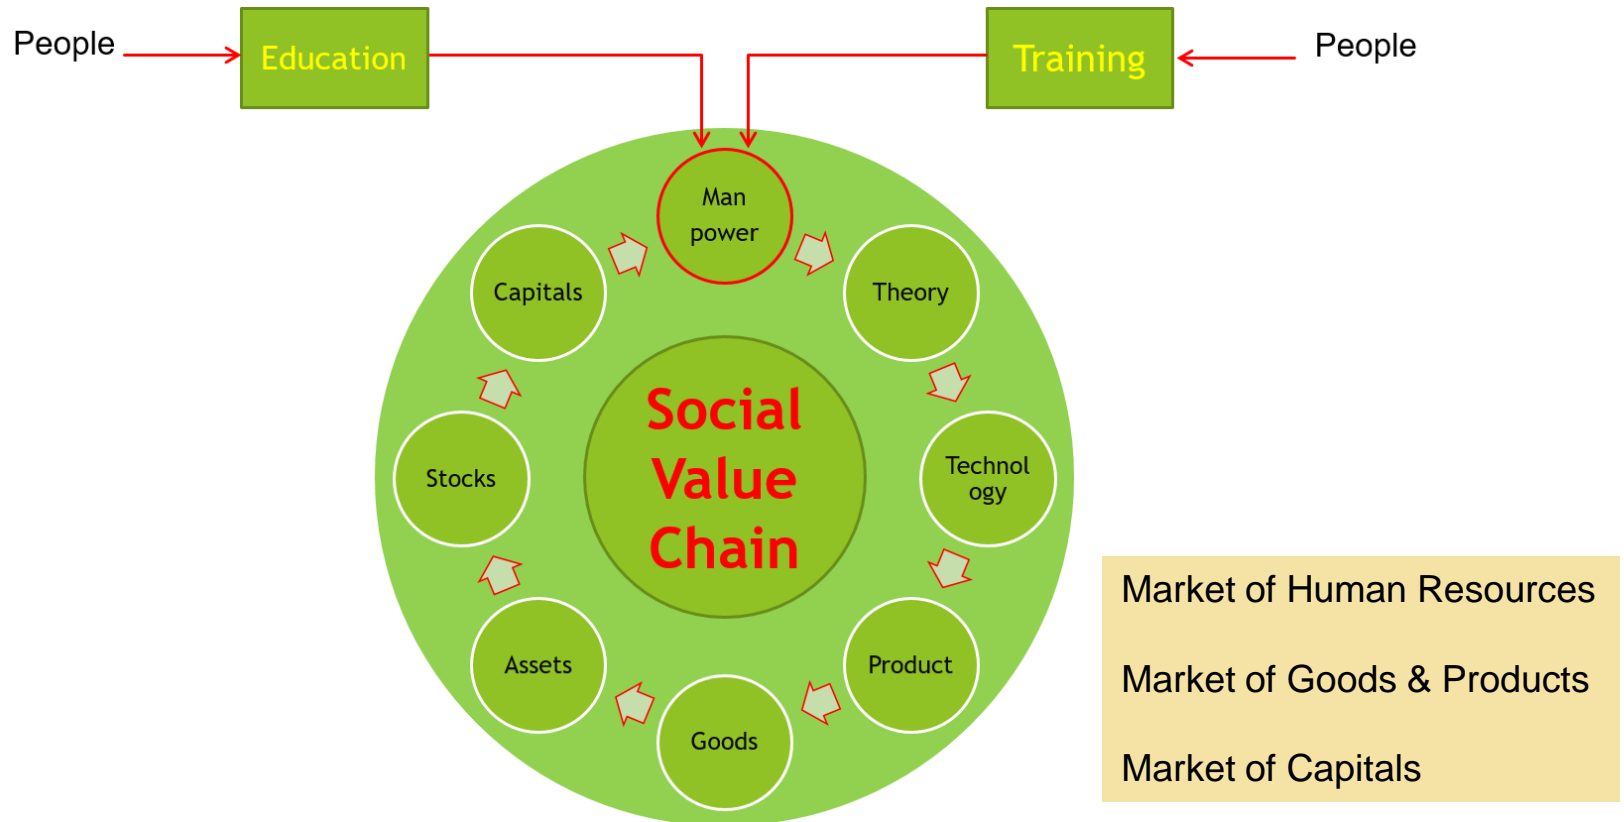 People
Education
Training
People
Man
power
Capitals
Theory
Social
Value
Chain
Stocks
Technol
ogy
Assets
Product
Goods
Market of Human Resources
Market of Goods & Products
Market of Capitals